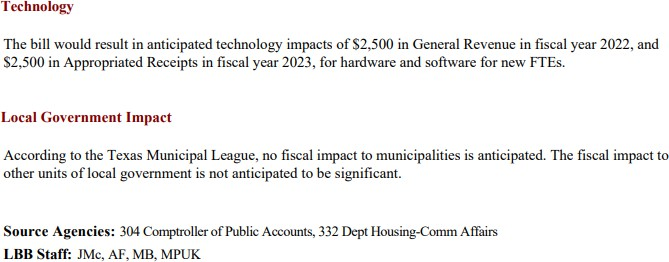 Technology
The bill would result in anticipated technology impacts of $2,500 in General Revenue in fiscal year 2022, and
$2,500 in Appropriated Receipts in fiscal year 2023, for hardware and software for new FTEs.
Local Government Impact
According to the Texas Municipal League, no fiscal impact to municipalities is anticipated. The fiscal impact to
other units of local government is not anticipated to be significant.
Source Agencies: 304 Comptroller of Public Accounts, 332 Dept Housing-Comm Affairs
LBB Staff: JMc, AF, MB, MPUK